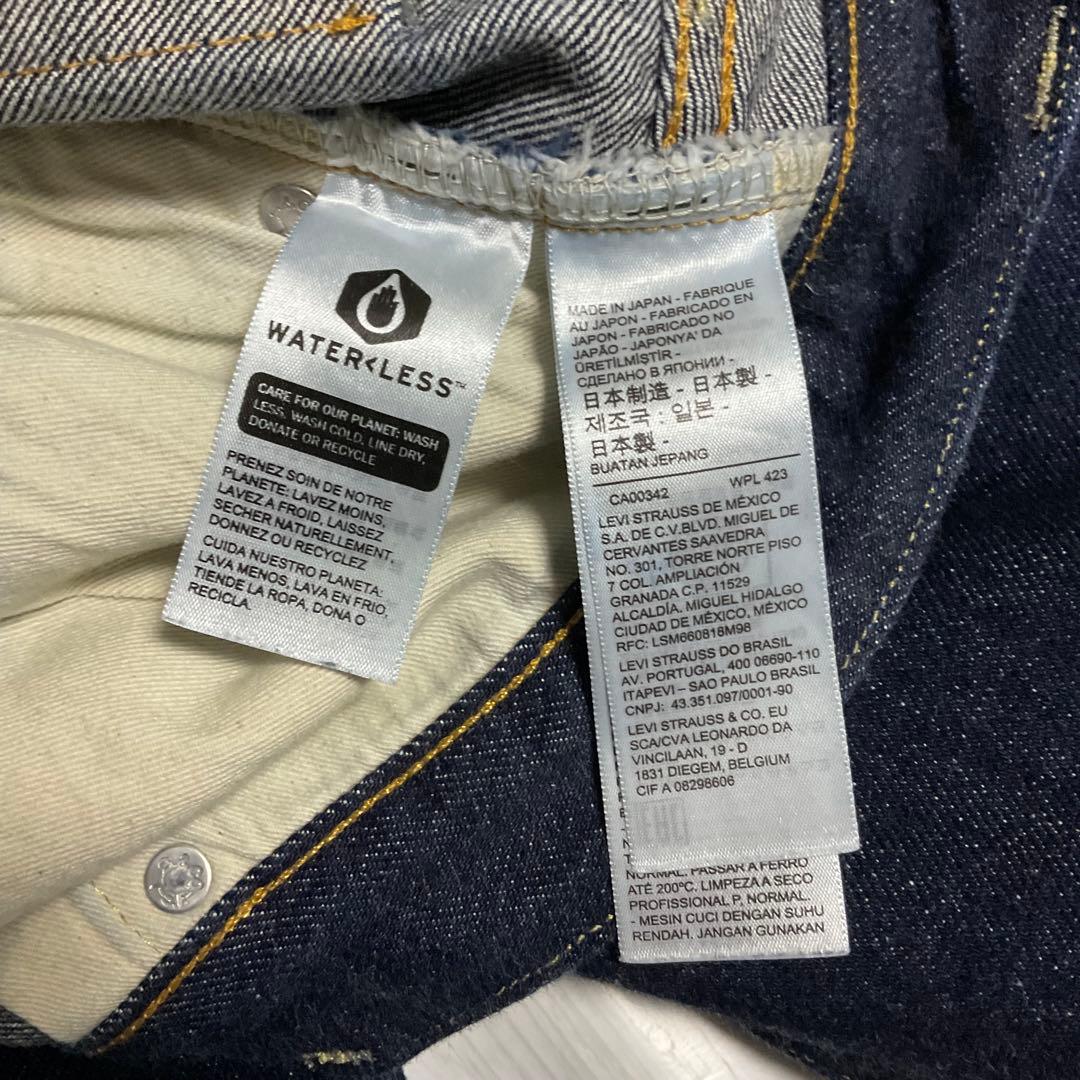 WATER<LESS™
CARE FOR OUR PLANET: WASH
LESS, WASH COLD, LINE DRY,
DONATE OR RECYCLE
PRENEZ SOIN DE NOTRE
PLANETE: LAVEZ MOINS,
LAVEZ A FROID, LAISSEZ
SECHER NATURELLEMENT,
DONNEZ OU RECYCLEZ
CUIDA NUESTRO PLANETA:
LAVA MENOS, LAVA EN FRIO,
TIENDE LA ROPA, DONA O
RECICLA.
MADE IN JAPAN - FABRIQUE
AU JAPON - FABRICADO EN
JAPON - FABRICADO NO
JAPÃO - JAPONYA' DA
ÜRETİLMİŞTİR -
СДЕЛАНО В ЯПОНИИ -
日本制造 - 日本製 -
제조국 : 일본 -
日本製 -
BUATAN JEPANG
CA00342 WPL 423
LEVI STRAUSS DE MÉXICO
S.A. DE C.V.BLVD. MIGUEL DE
CERVANTES SAAVEDRA
NO. 301, TORRE NORTE PISO
7 COL. AMPLIACIÓN
GRANADA C.P. 11529
ALCALDÍA. MIGUEL HIDALGO
CIUDAD DE MÉXICO, MÉXICO
RFC: LSM660818M98
LEVI STRAUSS DO BRASIL
AV. PORTUGAL, 400 06690-110
ITAPEVI – SAO PAULO BRASIL
CNPJ: 43.351.097/0001-90
LEVI STRAUSS & CO. EU
SCA/CVA LEONARDO DA
VINCILAAN, 19 - D
1831 DIEGEM, BELGIUM
CIF A 08298606
NORMAL. PASSAR A FERRO
ATÉ 200ºC. LIMPEZA A SECO
PROFISSIONAL P, NORMAL.
- MESIN CUCI DENGAN SUHU
RENDAH. JANGAN GUNAKAN